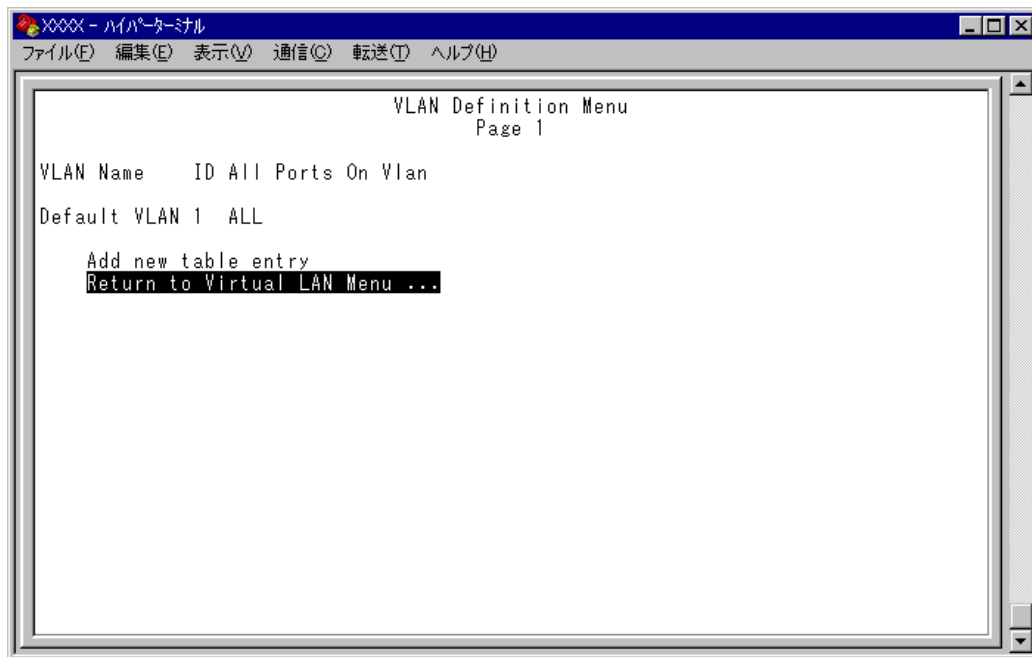 XXXX - ハイパーターミナル
ファイル(F) 編集(E) 表示(V) 通信(C) 転送(T) ヘルプ(H)
VLAN Definition Menu
Page 1
VLAN Name ID All Ports On Vlan
Default VLAN 1 ALL
Add new table entry
Return to Virtual LAN Menu ...